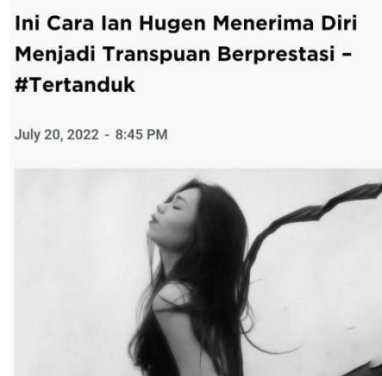 Ini Cara Ian Hugen Menerima Diri
Menjadi Transpuan Berprestasi –
#Tertanduk
July 20, 2022 - 8:45 PM